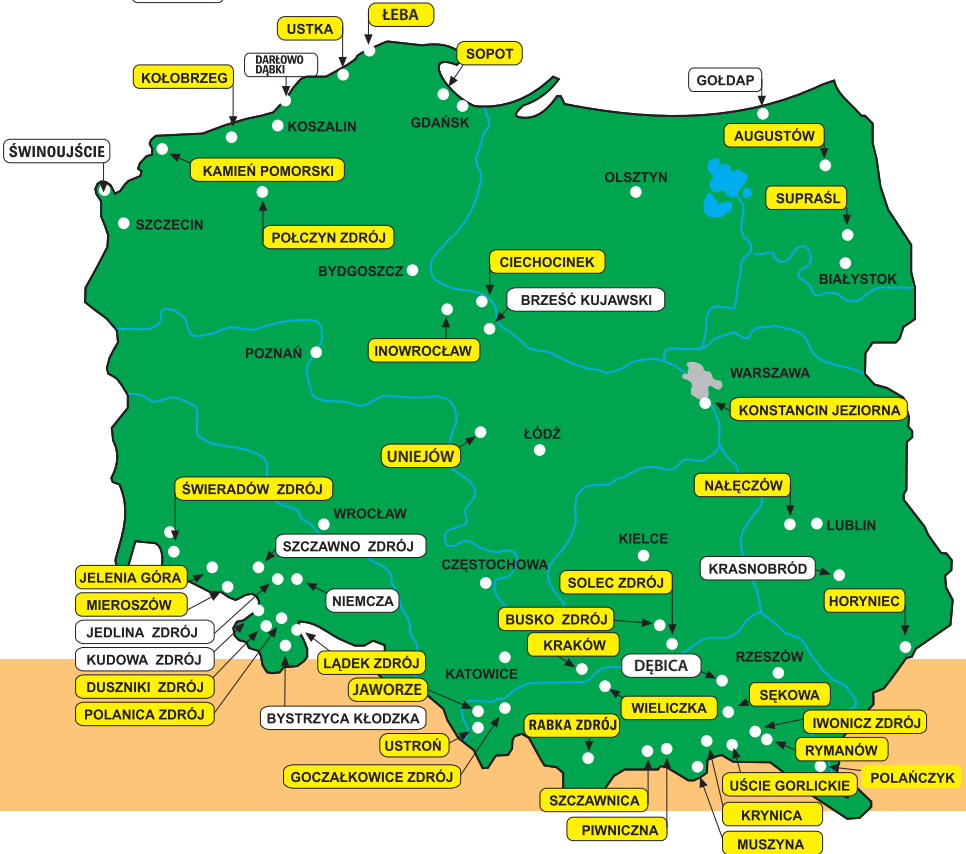 ŁEBA
USTKA
SOPOT
DARŁOWO
DĄBKI
KOŁOBRZEG
GOŁDAP
KOSZALIN
GDAŃSK
AUGUSTÓW
ŚWINOUJŚCIE
KAMIEŃ POMORSKI
OLSZTYN
SUPRAŚL
SZCZECIN
POŁCZYN ZDRÓJ
BYDGOSZCZ
CIECHOCINEK
BIAŁYSTOK
BRZEŚĆ KUJAWSKI
POZNAŃ
INOWROCŁAW
WARSZAWA
KONSTANCIN JEZIORNA
ŁÓDŹ
UNIEJÓW
ŚWIERADÓW ZDRÓJ
NAŁĘCZÓW
WROCŁAW
LUBLIN
SZCZAWNO ZDRÓJ
KIELCE
CZĘSTOCHOWA
KRASNOBRÓD
JELENIA GÓRA
SOLEC ZDRÓJ
NIEMCZA
HORYNIEC
MIEROSZÓW
BUSKO ZDRÓJ
JEDLINA ZDRÓJ
KRAKÓW
KUDOWA ZDRÓJ
LĄDEK ZDRÓJ
DĘBICA
RZESZÓW
KATOWICE
DUSZNIKI ZDRÓJ
JAWORZE
SĘKOWA
WIELICZKA
POLANICA ZDRÓJ
BYSTRZYCA KŁODZKA
RABKA ZDRÓJ
IWONICZ ZDRÓJ
USTROŃ
RYMANÓW
GOCZAŁKOWICE ZDRÓJ
POLAŃCZYK
UŚCIE GORLICKIE
SZCZAWNICA
KRYNICA
PIWNICZNA
MUSZYNA